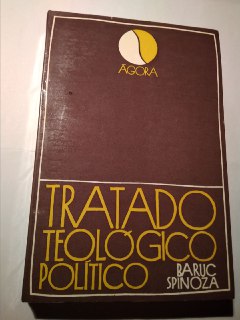 ÁGORA
TRATADO
TEOLÓGICO
POLÍTICO
BARUC
SPINOZA